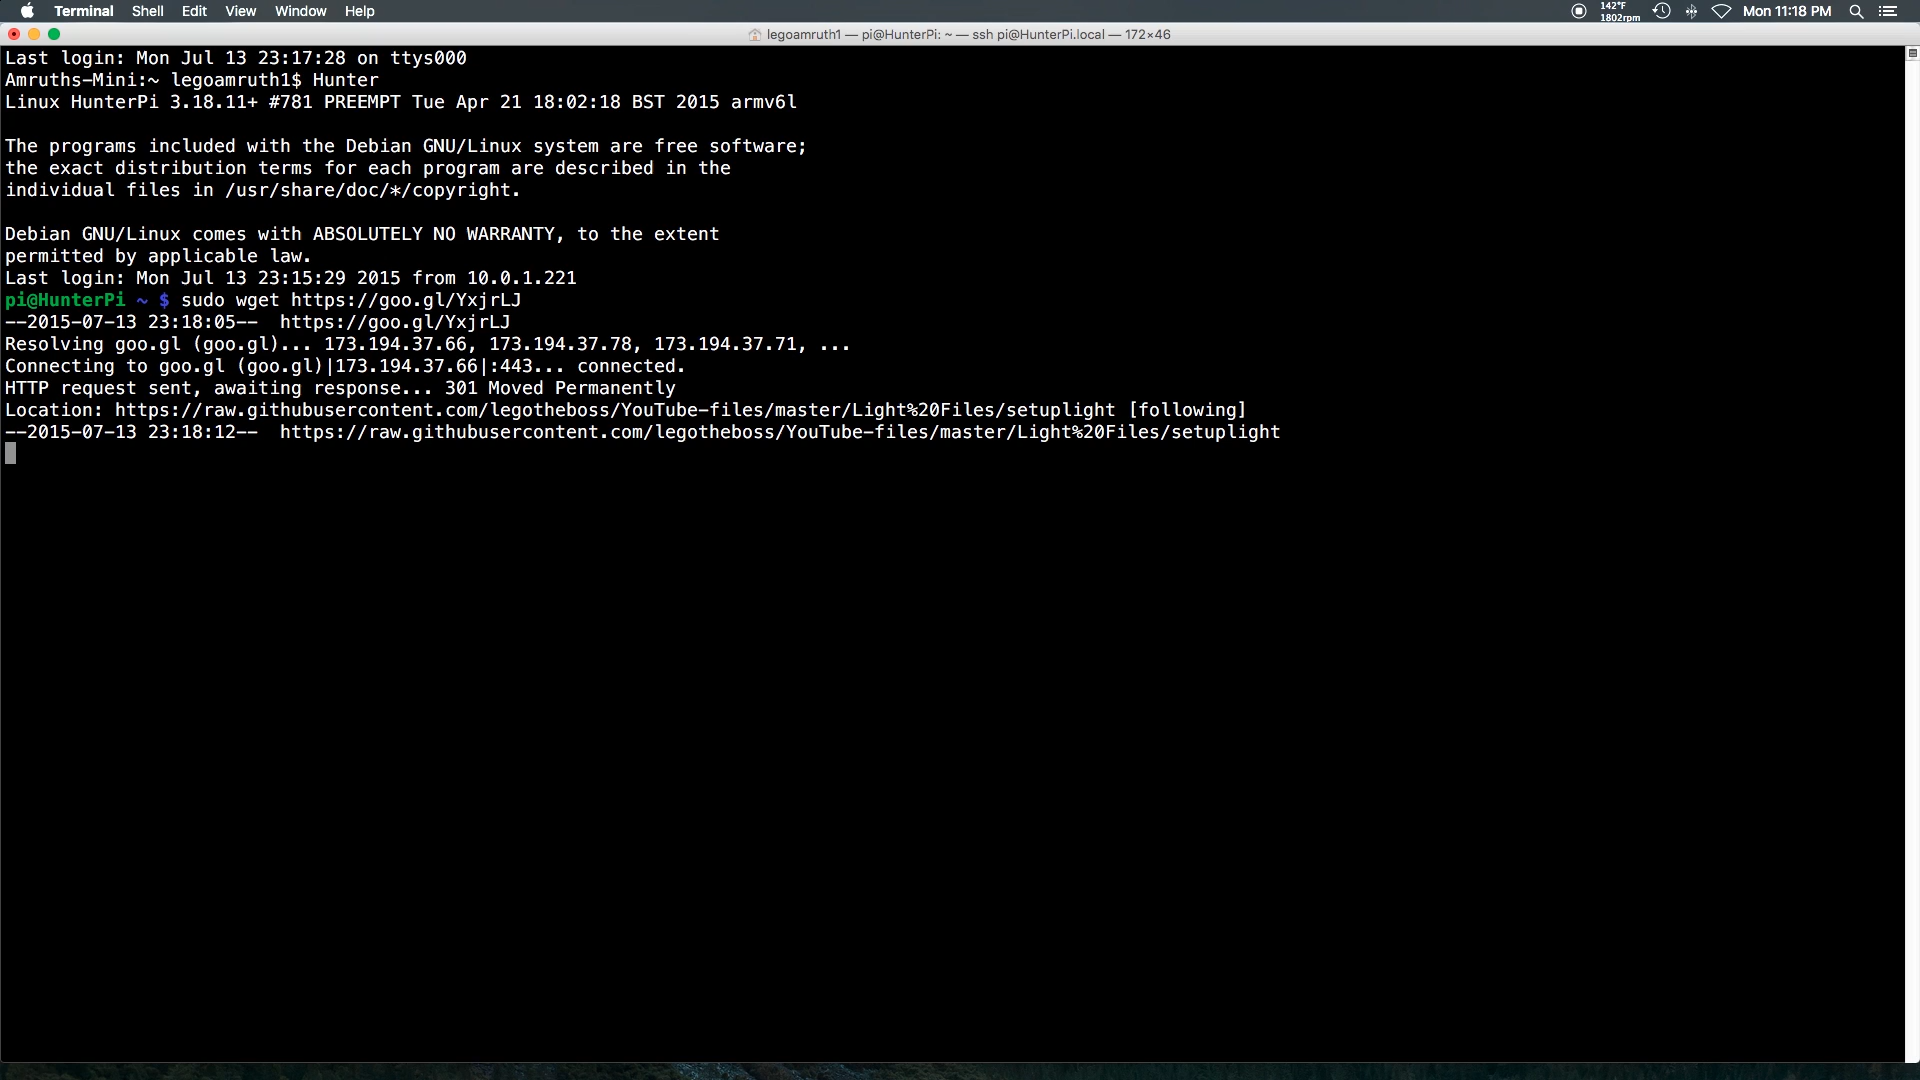 Terminal Shell Edit View Window Help 142°F 1802rpm Mon 11:18 PM
legoamruth1 — pi@HunterPi: ~ — ssh pi@HunterPi.local — 172×46
Last login: Mon Jul 13 23:17:28 on ttys000
Amruths-Mini:~ legoamruth1$ Hunter
Linux HunterPi 3.18.11+ #781 PREEMPT Tue Apr 21 18:02:18 BST 2015 armv6l
The programs included with the Debian GNU/Linux system are free software;
the exact distribution terms for each program are described in the
individual files in /usr/share/doc/*/copyright.
Debian GNU/Linux comes with ABSOLUTELY NO WARRANTY, to the extent
permitted by applicable law.
Last login: Mon Jul 13 23:15:29 2015 from 10.0.1.221
pi@HunterPi ~ $ sudo wget https://goo.gl/YxjrLJ
--2015-07-13 23:18:05--  https://goo.gl/YxjrLJ
Resolving goo.gl (goo.gl)... 173.194.37.66, 173.194.37.78, 173.194.37.71, ...
Connecting to goo.gl (goo.gl)|173.194.37.66|:443... connected.
HTTP request sent, awaiting response... 301 Moved Permanently
Location: https://raw.githubusercontent.com/legotheboss/YouTube-files/master/Light%20Files/setuplight [following]
--2015-07-13 23:18:12--  https://raw.githubusercontent.com/legotheboss/YouTube-files/master/Light%20Files/setuplight